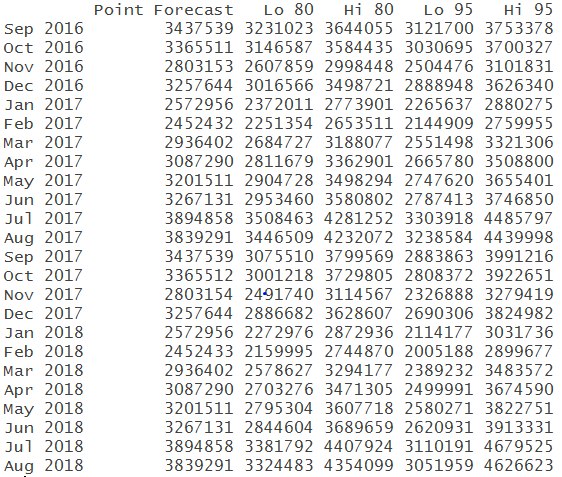 Point Forecast Lo 80 Hi 80 Lo 95 Hi 95
Sep 2016 3437539 3231023 3644055 3121700 3753378
Oct 2016 3365511 3146587 3584435 3030695 3700327
Nov 2016 2803153 2607859 2998448 2504476 3101831
Dec 2016 3257644 3016566 3498721 2888948 3626340
Jan 2017 2572956 2372011 2773901 2265637 2880275
Feb 2017 2452432 2251354 2653511 2144909 2759955
Mar 2017 2936402 2684727 3188077 2551498 3321306
Apr 2017 3087290 2811679 3362901 2665780 3508800
May 2017 3201511 2904728 3498294 2747620 3655401
Jun 2017 3267131 2953460 3580802 2787413 3746850
Jul 2017 3894858 3508463 4281252 3303918 4485797
Aug 2017 3839291 3446509 4232072 3238584 4439998
Sep 2017 3437539 3075510 3799569 2883863 3991216
Oct 2017 3365512 3001218 3729805 2808372 3922651
Nov 2017 2803154 2491740 3114567 2326888 3279419
Dec 2017 3257644 2886682 3628607 2690306 3824982
Jan 2018 2572956 2272976 2872936 2114177 3031736
Feb 2018 2452433 2159995 2744870 2005188 2899677
Mar 2018 2936402 2578627 3294177 2389232 3483572
Apr 2018 3087290 2703276 3471305 2499991 3674590
May 2018 3201511 2795304 3607718 2580271 3822751
Jun 2018 3267131 2844604 3689659 2620931 3913331
Jul 2018 3894858 3381792 4407924 3110191 4679525
Aug 2018 3839291 3324483 4354099 3051959 4626623